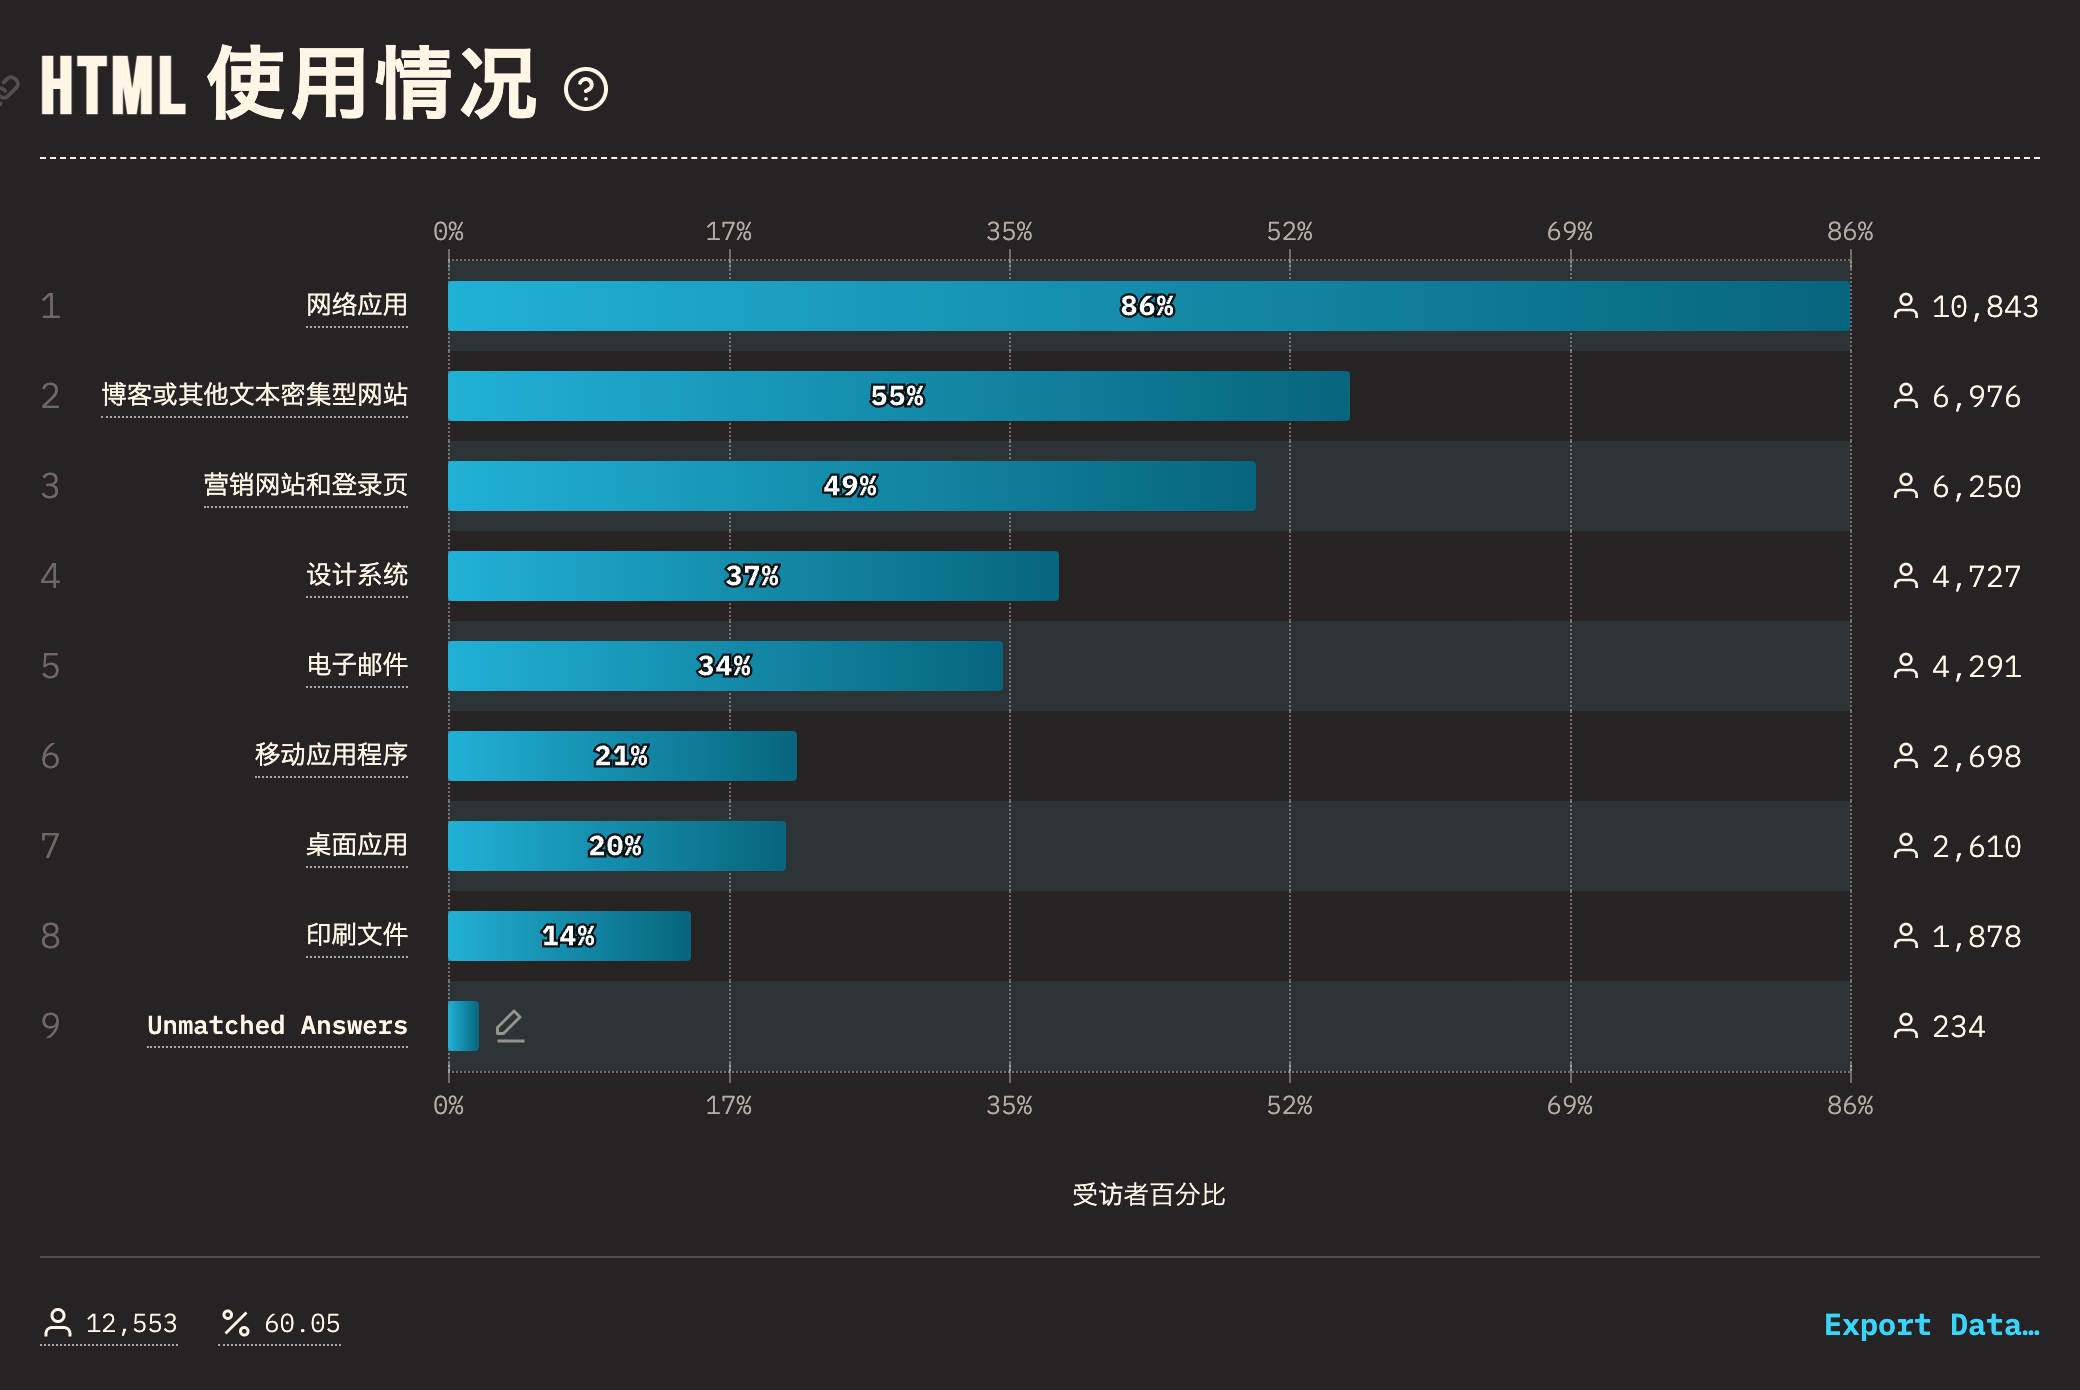 HTML 使用情况
0% 17% 35% 52% 69% 86%
1 网络应用 86% 10,843
2 博客或其他文本密集型网站 55% 6,976
3 营销网站和登录页 49% 6,250
4 设计系统 37% 4,727
5 电子邮件 34% 4,291
6 移动应用程序 21% 2,698
7 桌面应用 20% 2,610
8 印刷文件 14% 1,878
9 Unmatched Answers 234
0% 17% 35% 52% 69% 86%
受访者百分比
12,553 % 60.05 Export Data…